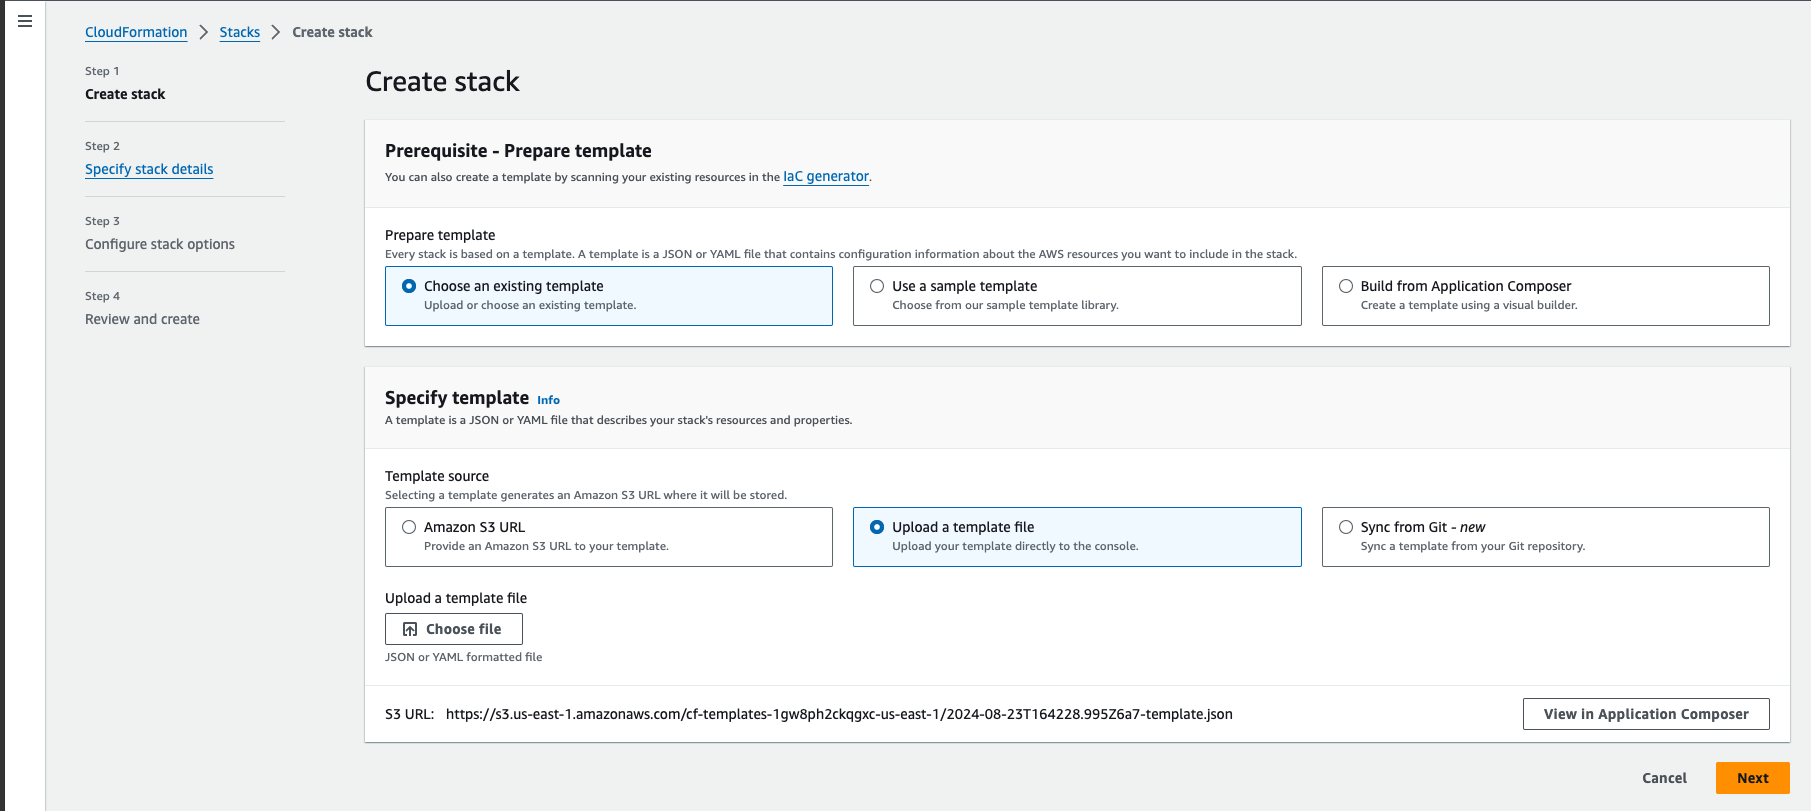 CloudFormation > Stacks > Create stack
Step 1
Create stack
Step 2
Specify stack details
Step 3
Configure stack options
Step 4
Review and create
Create stack
Prerequisite - Prepare template
You can also create a template by scanning your existing resources in the IaC generator.
Prepare template
Every stack is based on a template. A template is a JSON or YAML file that contains configuration information about the AWS resources you want to include in the stack.
Choose an existing template
Upload or choose an existing template.
Use a sample template
Choose from our sample template library.
Build from Application Composer
Create a template using a visual builder.
Specify template Info
A template is a JSON or YAML file that describes your stack's resources and properties.
Template source
Selecting a template generates an Amazon S3 URL where it will be stored.
Amazon S3 URL
Provide an Amazon S3 URL to your template.
Upload a template file
Upload your template directly to the console.
Sync from Git - new
Sync a template from your Git repository.
Upload a template file
Choose file
JSON or YAML formatted file
S3 URL: https://s3.us-east-1.amazonaws.com/cf-templates-1gw8ph2ckqgxc-us-east-1/2024-08-23T164228.995Z6a7-template.json
View in Application Composer
Cancel
Next